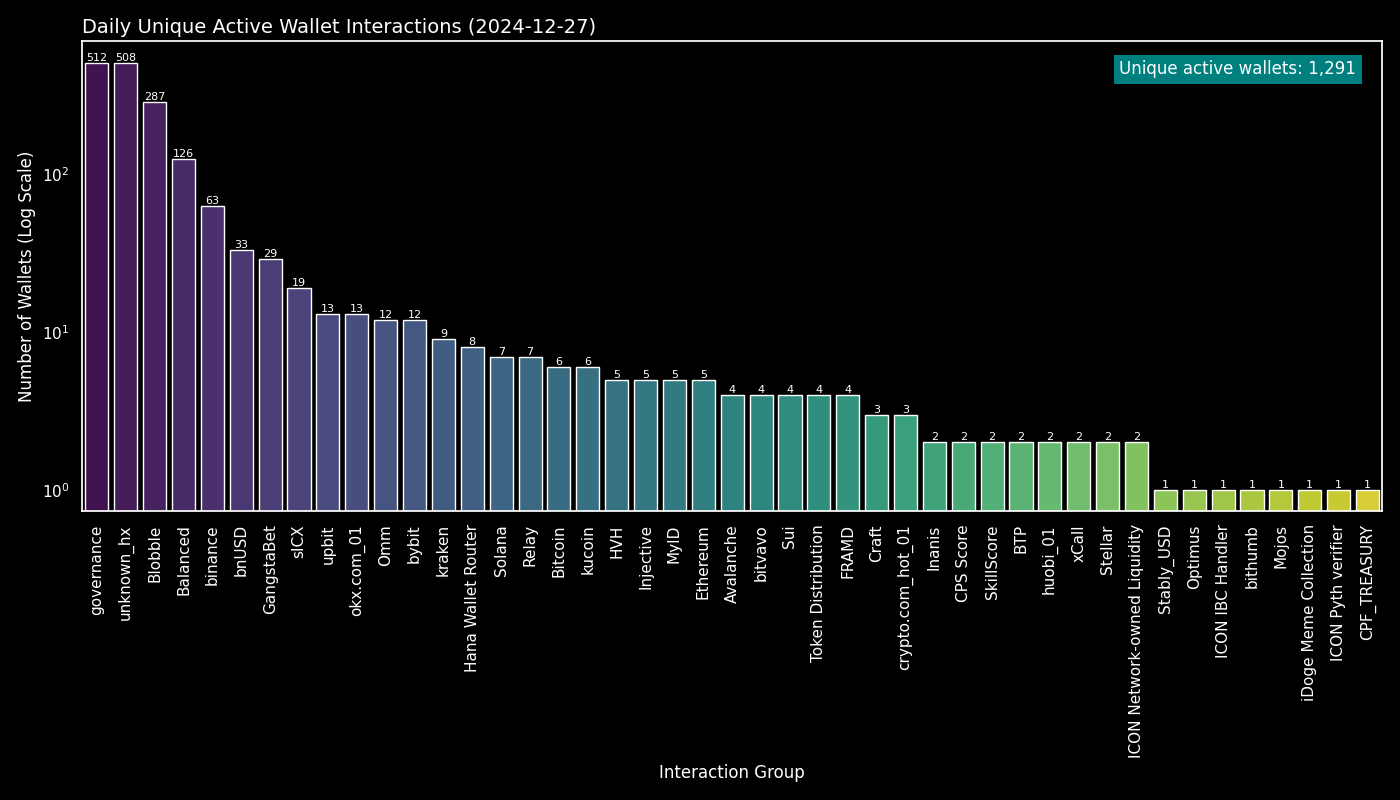 Daily Unique Active Wallet Interactions (2024-12-27)
Unique active wallets: 1,291
Number of Wallets (Log Scale)
10²
10¹
10⁰
512
508
287
126
63
33
29
19
13
13
12
12
9
8
7
7
6
6
5
5
5
5
4
4
4
4
4
3
3
2
2
2
2
2
2
2
2
1
1
1
1
1
1
1
1
governance
unknown_hx
Blobble
Balanced
binance
bnUSD
GangstaBet
sICX
upbit
okx.com_01
Omm
bybit
kraken
Hana Wallet Router
Solana
Relay
Bitcoin
kucoin
HVH
Injective
MyID
Ethereum
Avalanche
bitvavo
Sui
Token Distribution
FRAMD
Craft
crypto.com_hot_01
Inanis
CPS Score
SkillScore
BTP
huobi_01
xCall
Stellar
ICON Network-owned Liquidity
Stably_USD
Optimus
ICON IBC Handler
bithumb
Mojos
iDoge Meme Collection
ICON Pyth verifier
CPF_TREASURY
Interaction Group